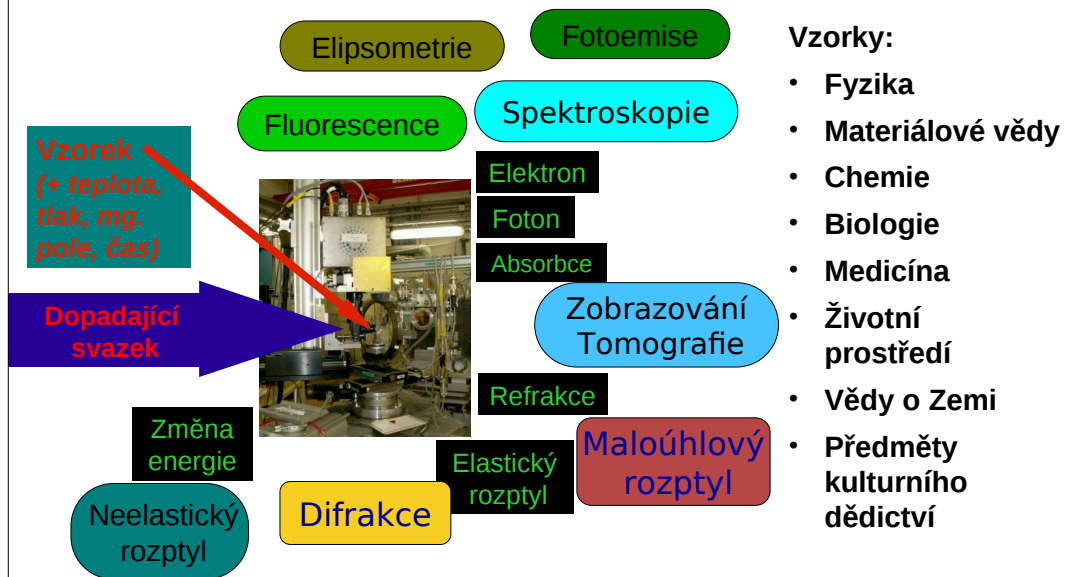 Elipsometrie
Fotoemise
Fluorescence
Spektroskopie
Vzorek
(+ teplota,
tlak, mg.
pole, čas)
Elektron
Foton
Absorbce
Dopadající
svazek
Zobrazování
Tomografie
Refrakce
Změna
energie
Elastický
rozptyl
Maloúhlový
rozptyl
Neelastický
rozptyl
Difrakce
Vzorky:
• Fyzika
• Materiálové vědy
• Chemie
• Biologie
• Medicína
• Životní
prostředí
• Vědy o Zemi
• Předměty
kulturního
dědictví